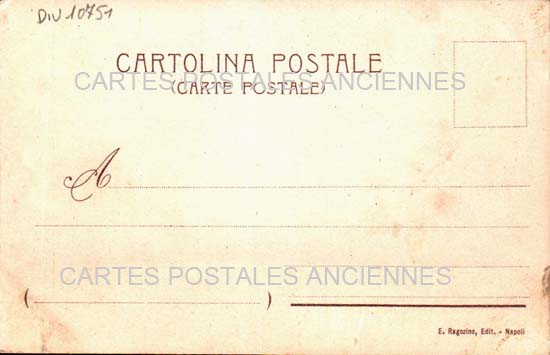 DIV 10751
CARTOLINA POSTALE
CARTES POSTALES ANCIENNES
(CARTE POSTALE)
A
CARTES POSTALES ANCIENNES
( )
E. Ragozino, Edit. - Napoli